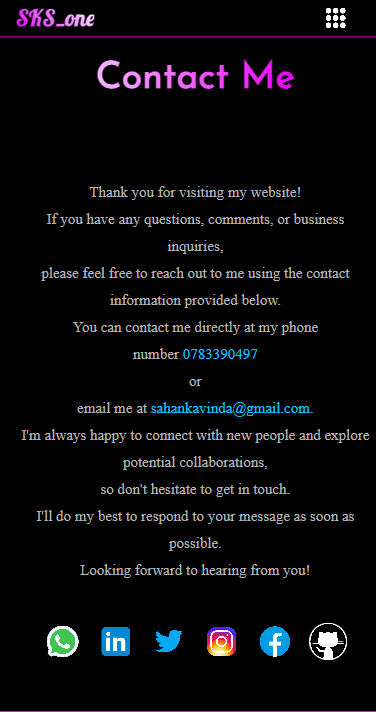 SKS_one
Contact Me
Thank you for visiting my website!
If you have any questions, comments, or business
inquiries,
please feel free to reach out to me using the contact
information provided below.
You can contact me directly at my phone
number 0783390497
or
email me at sahankavinda@gmail.com.
I'm always happy to connect with new people and explore
potential collaborations,
so don't hesitate to get in touch.
I'll do my best to respond to your message as soon as
possible.
Looking forward to hearing from you!
in
f